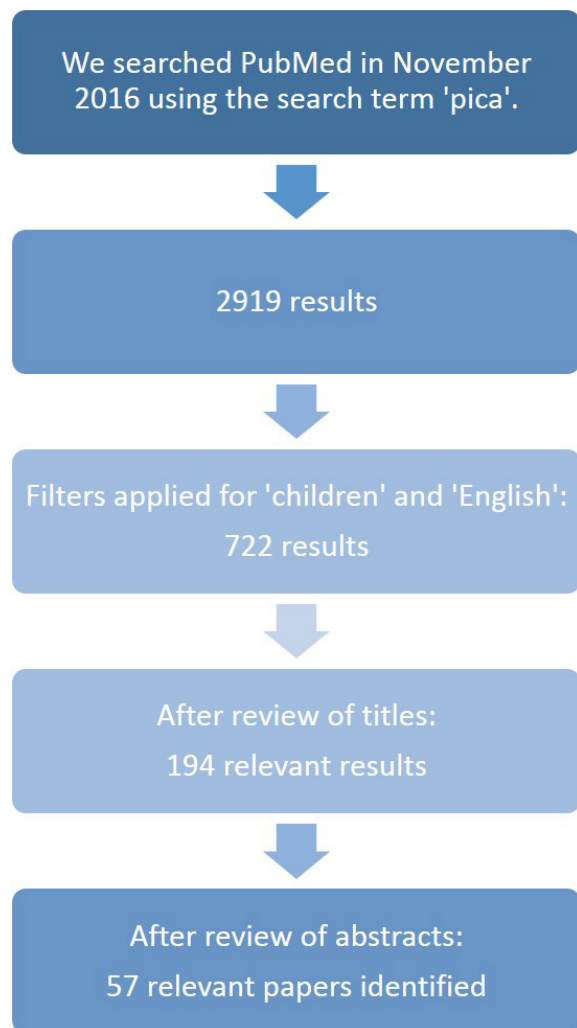 We searched PubMed in November
2016 using the search term 'pica'.
2919 results
Filters applied for 'children' and 'English':
722 results
After review of titles:
194 relevant results
After review of abstracts:
57 relevant papers identified